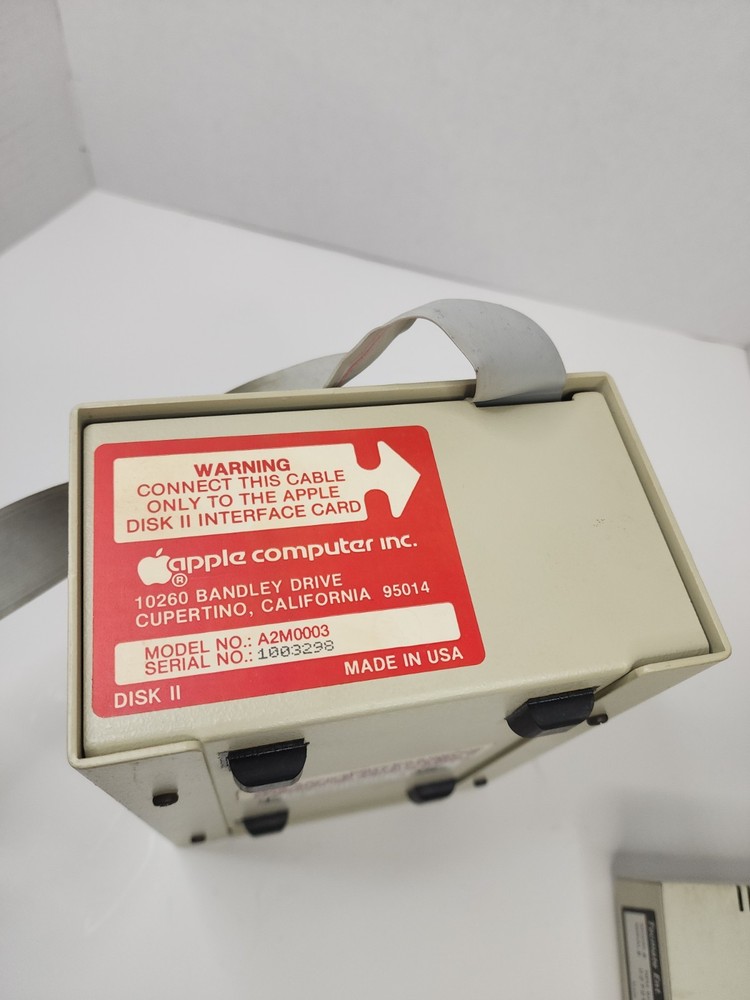 WARNING
CONNECT THIS CABLE
ONLY TO THE APPLE
DISK II INTERFACE CARD
apple computer inc.
®
10260 BANDLEY DRIVE
CUPERTINO, CALIFORNIA 95014
MODEL NO.: A2M0003
SERIAL NO.: 1003298
DISK II
MADE IN USA